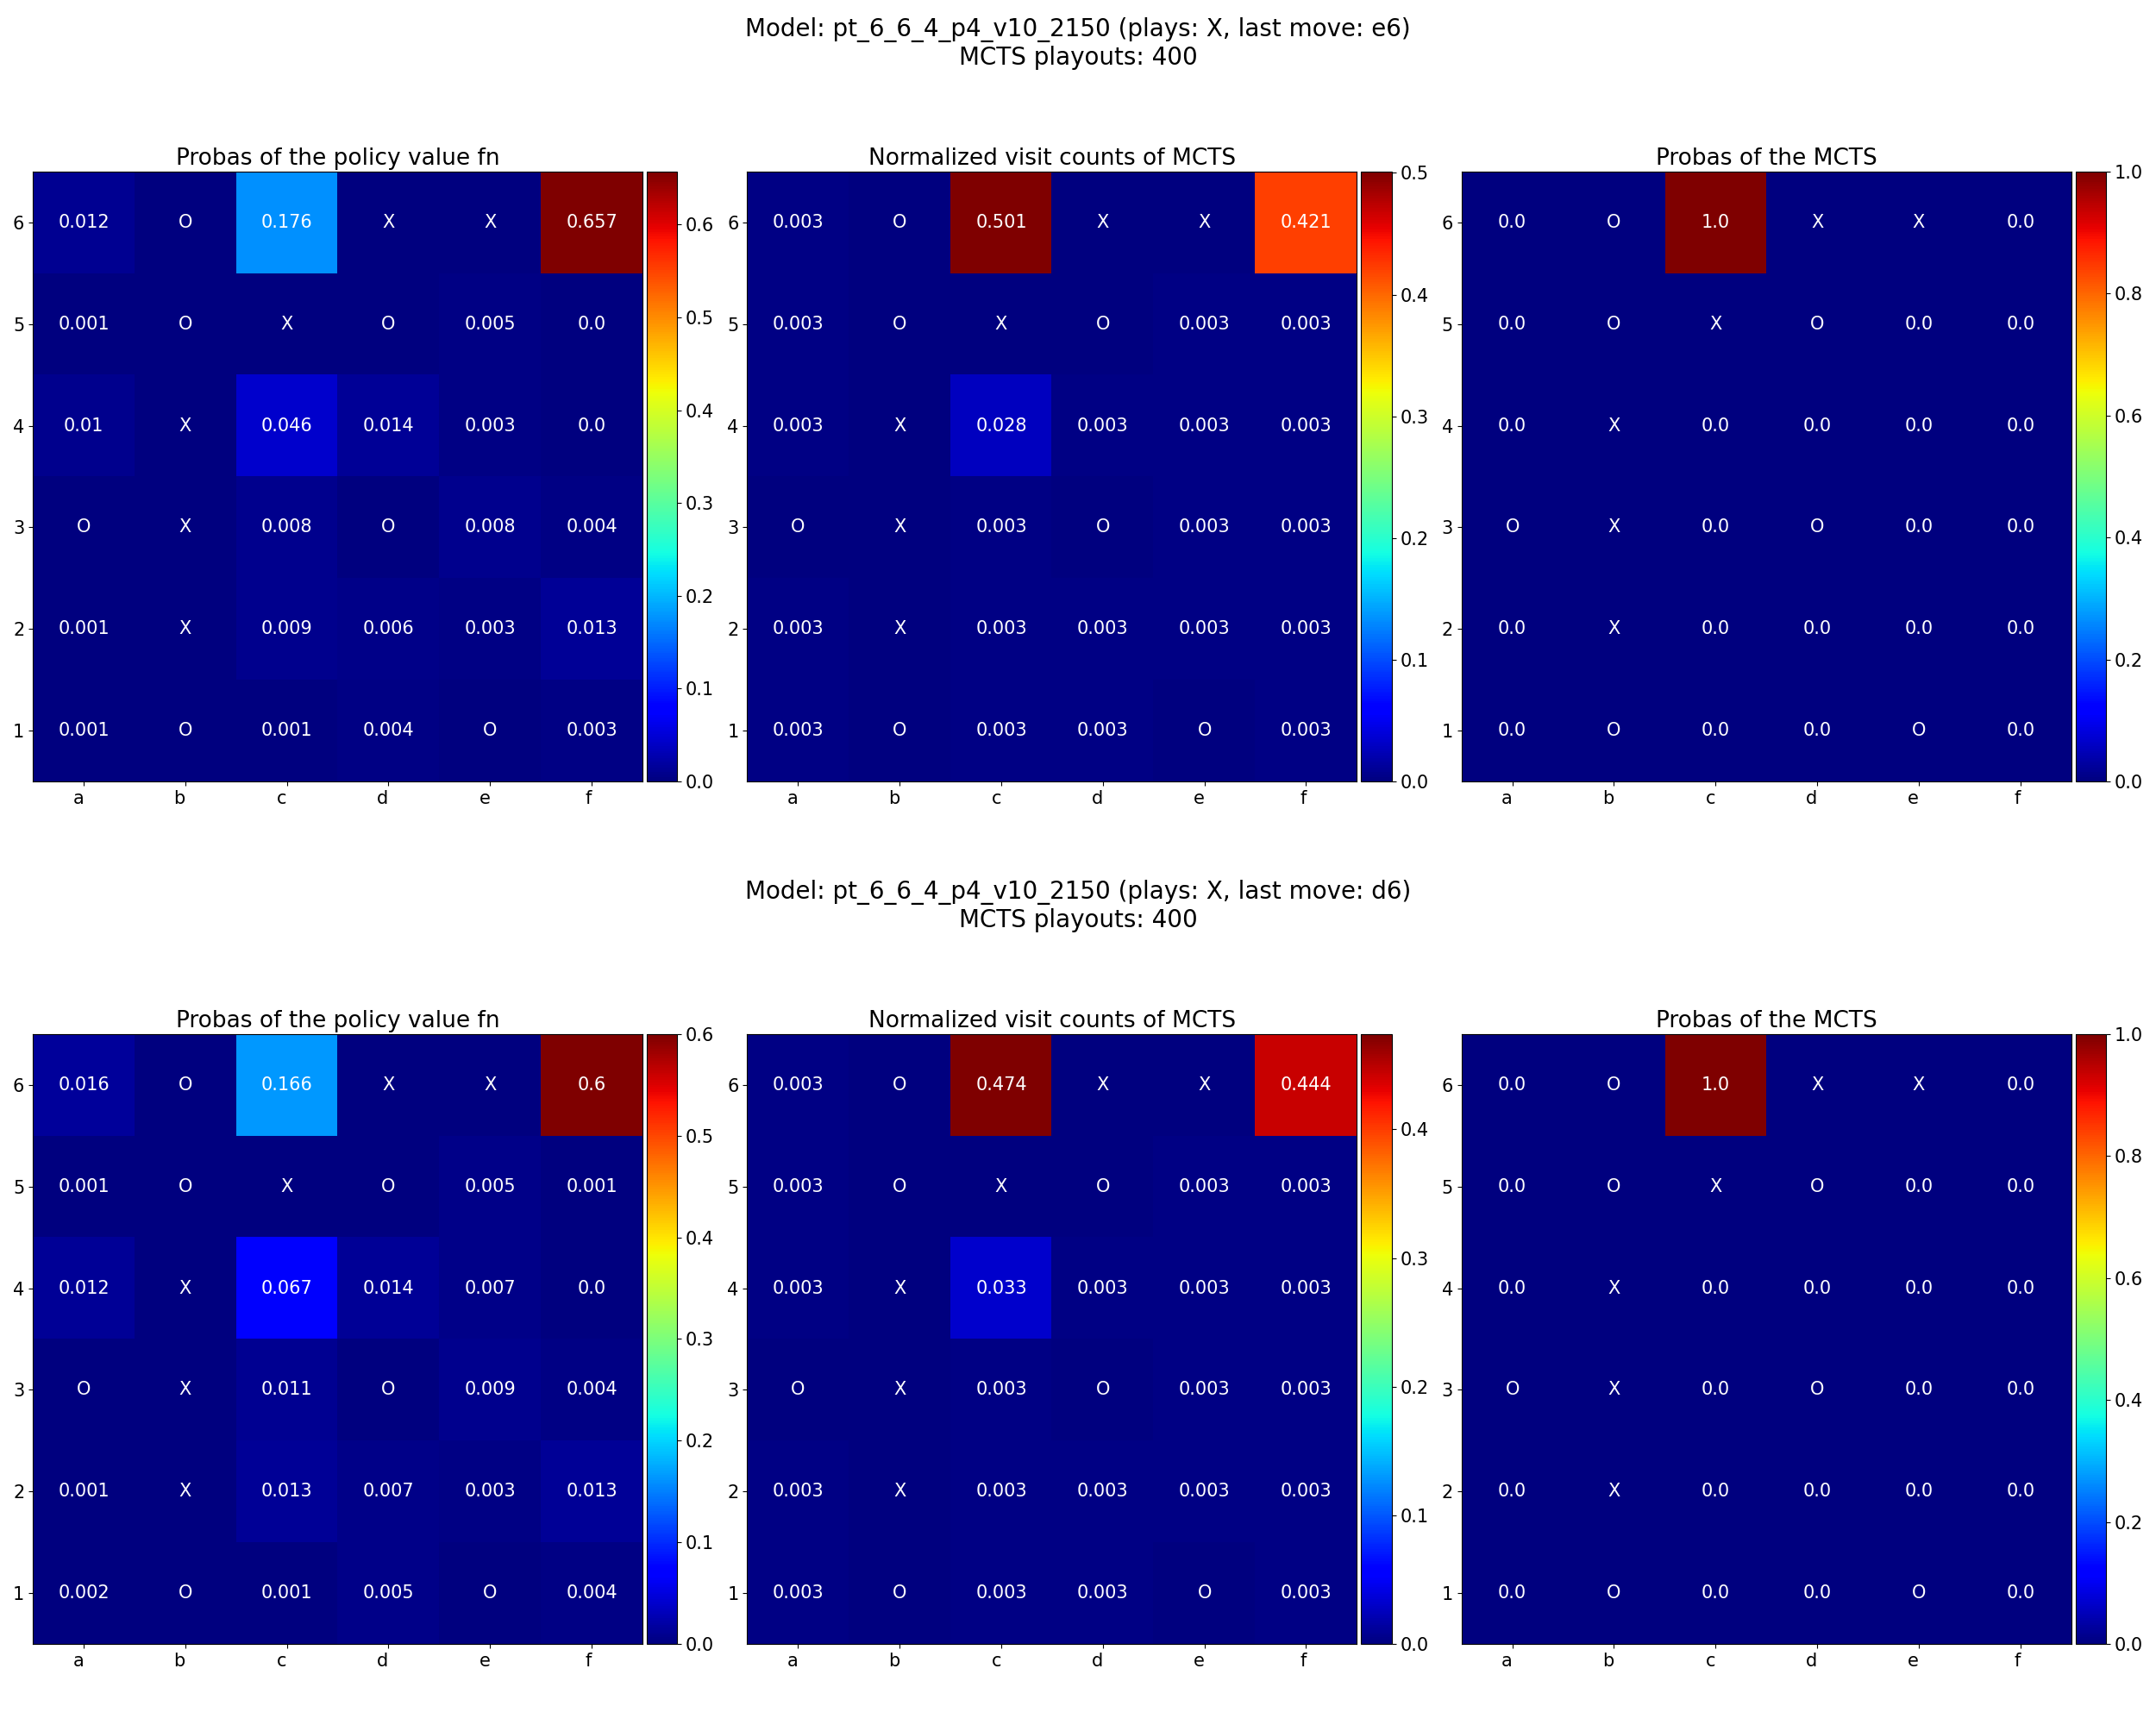 Model: pt_6_6_4_p4_v10_2150 (plays: X, last move: e6)
MCTS playouts: 400
Probas of the policy value fn
6 0.012 O 0.176 X X 0.657
5 0.001 O X O 0.005 0.0
4 0.01 X 0.046 0.014 0.003 0.0
3 O X 0.008 O 0.008 0.004
2 0.001 X 0.009 0.006 0.003 0.013
1 0.001 O 0.001 0.004 O 0.003
a b c d e f
0.6
0.5
0.4
0.3
0.2
0.1
0.0
Normalized visit counts of MCTS
6 0.003 O 0.501 X X 0.421
5 0.003 O X O 0.003 0.003
4 0.003 X 0.028 0.003 0.003 0.003
3 O X 0.003 O 0.003 0.003
2 0.003 X 0.003 0.003 0.003 0.003
1 0.003 O 0.003 0.003 O 0.003
a b c d e f
0.5
0.4
0.3
0.2
0.1
0.0
Probas of the MCTS
6 0.0 O 1.0 X X 0.0
5 0.0 O X O 0.0 0.0
4 0.0 X 0.0 0.0 0.0 0.0
3 O X 0.0 O 0.0 0.0
2 0.0 X 0.0 0.0 0.0 0.0
1 0.0 O 0.0 0.0 O 0.0
a b c d e f
1.0
0.8
0.6
0.4
0.2
0.0
Model: pt_6_6_4_p4_v10_2150 (plays: X, last move: d6)
MCTS playouts: 400
Probas of the policy value fn
6 0.016 O 0.166 X X 0.6
5 0.001 O X O 0.005 0.001
4 0.012 X 0.067 0.014 0.007 0.0
3 O X 0.011 O 0.009 0.004
2 0.001 X 0.013 0.007 0.003 0.013
1 0.002 O 0.001 0.005 O 0.004
a b c d e f
0.6
0.5
0.4
0.3
0.2
0.1
0.0
Normalized visit counts of MCTS
6 0.003 O 0.474 X X 0.444
5 0.003 O X O 0.003 0.003
4 0.003 X 0.033 0.003 0.003 0.003
3 O X 0.003 O 0.003 0.003
2 0.003 X 0.003 0.003 0.003 0.003
1 0.003 O 0.003 0.003 O 0.003
a b c d e f
0.4
0.3
0.2
0.1
0.0
Probas of the MCTS
6 0.0 O 1.0 X X 0.0
5 0.0 O X O 0.0 0.0
4 0.0 X 0.0 0.0 0.0 0.0
3 O X 0.0 O 0.0 0.0
2 0.0 X 0.0 0.0 0.0 0.0
1 0.0 O 0.0 0.0 O 0.0
a b c d e f
1.0
0.8
0.6
0.4
0.2
0.0